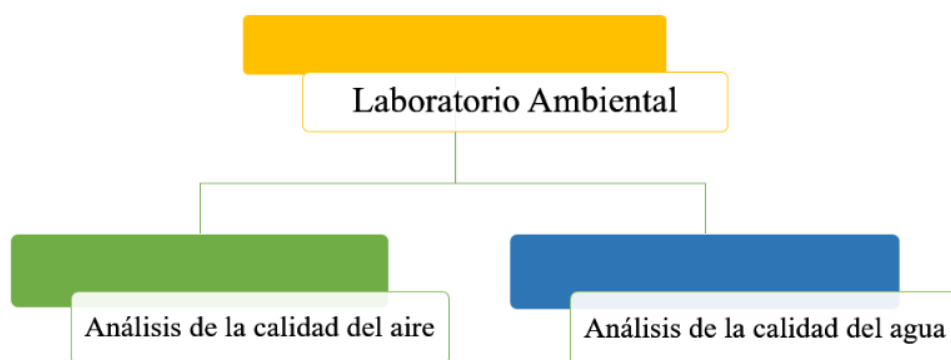 Laboratorio Ambiental
Análisis de la calidad del aire
Análisis de la calidad del agua